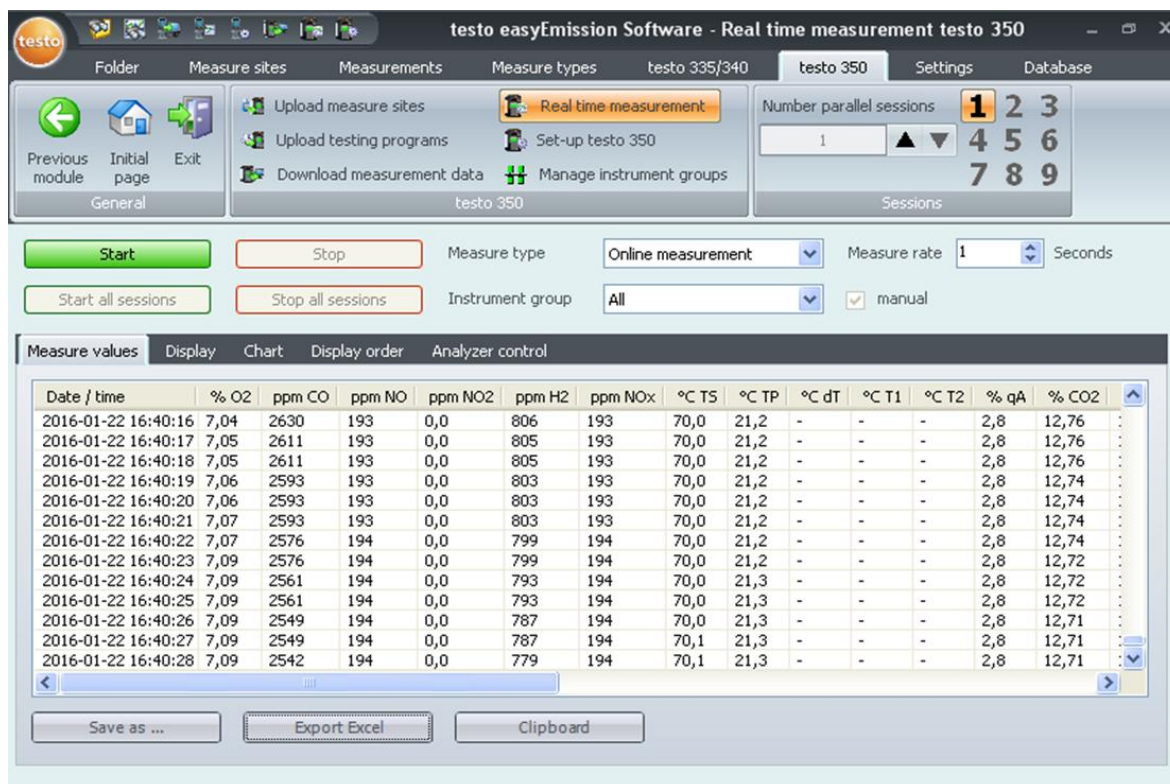 testo
testo easyEmission Software - Real time measurement testo 350
Folder Measure sites Measurements Measure types testo 335/340 testo 350 Settings Database
Previous module
Initial page
Exit
General
Upload measure sites
Upload testing programs
Download measurement data
Real time measurement
Set-up testo 350
Manage instrument groups
testo 350
Number parallel sessions
1
1 2 3
4 5 6
7 8 9
Sessions
Start Stop Measure type Online measurement Measure rate 1 Seconds
Start all sessions Stop all sessions Instrument group All manual
Measure values Display Chart Display order Analyzer control
Date / time % O2 ppm CO ppm NO ppm NO2 ppm H2 ppm NOx °C TS °C TP °C dT °C T1 °C T2 % qA % CO2
2016-01-22 16:40:16 7,04 2630 193 0,0 806 193 70,0 21,2 - - - 2,8 12,76
2016-01-22 16:40:17 7,05 2611 193 0,0 805 193 70,0 21,2 - - - 2,8 12,76
2016-01-22 16:40:18 7,05 2611 193 0,0 805 193 70,0 21,2 - - - 2,8 12,76
2016-01-22 16:40:19 7,06 2593 193 0,0 803 193 70,0 21,2 - - - 2,8 12,74
2016-01-22 16:40:20 7,06 2593 193 0,0 803 193 70,0 21,2 - - - 2,8 12,74
2016-01-22 16:40:21 7,07 2593 193 0,0 803 193 70,0 21,2 - - - 2,8 12,74
2016-01-22 16:40:22 7,07 2576 194 0,0 799 194 70,0 21,2 - - - 2,8 12,74
2016-01-22 16:40:23 7,09 2576 194 0,0 799 194 70,0 21,2 - - - 2,8 12,72
2016-01-22 16:40:24 7,09 2561 194 0,0 793 194 70,0 21,3 - - - 2,8 12,72
2016-01-22 16:40:25 7,09 2561 194 0,0 793 194 70,0 21,3 - - - 2,8 12,72
2016-01-22 16:40:26 7,09 2549 194 0,0 787 194 70,0 21,3 - - - 2,8 12,71
2016-01-22 16:40:27 7,09 2549 194 0,0 787 194 70,1 21,3 - - - 2,8 12,71
2016-01-22 16:40:28 7,09 2542 194 0,0 779 194 70,1 21,3 - - - 2,8 12,71
Save as ... Export Excel Clipboard